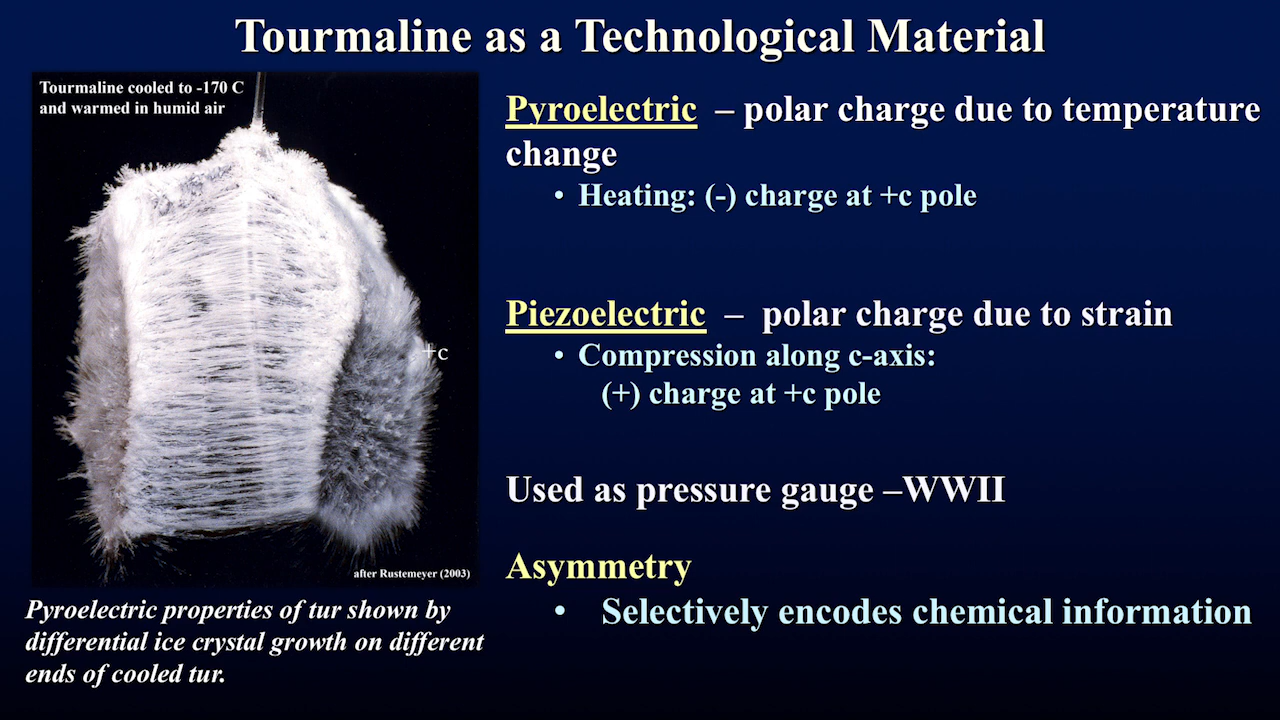 Tourmaline as a Technological Material
Tourmaline cooled to -170 C
and warmed in humid air
+c
after Rustemeyer (2003)
Pyroelectric properties of tur shown by
differential ice crystal growth on different
ends of cooled tur.
Pyroelectric – polar charge due to temperature
change
• Heating: (-) charge at +c pole
Piezoelectric – polar charge due to strain
• Compression along c-axis:
(+) charge at +c pole
Used as pressure gauge –WWII
Asymmetry
• Selectively encodes chemical information